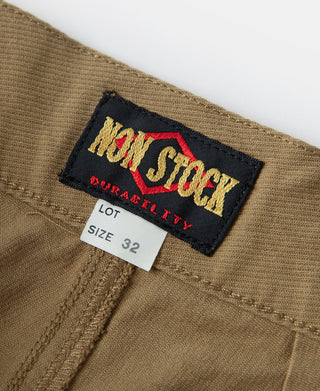 NON STOCK
DURABILITY
LOT
SIZE 32